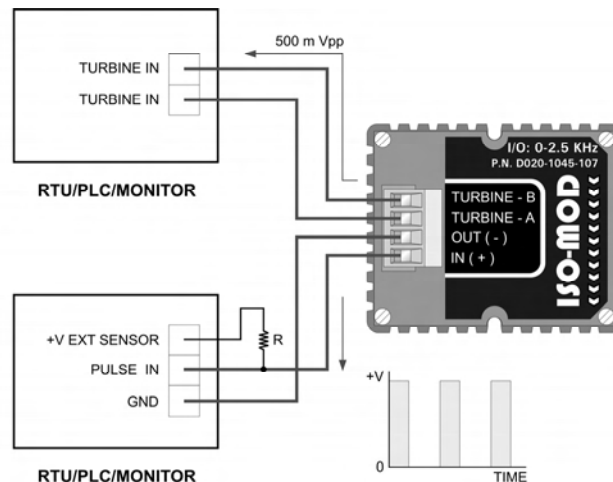 500 m Vpp
TURBINE IN
TURBINE IN
RTU/PLC/MONITOR
I/O: 0-2.5 KHz
P.N. D020-1045-107
TURBINE - B
TURBINE - A
OUT ( - )
IN ( + )
ISO-MOD
+V EXT SENSOR
R
PULSE IN
GND
RTU/PLC/MONITOR
+V
0
TIME